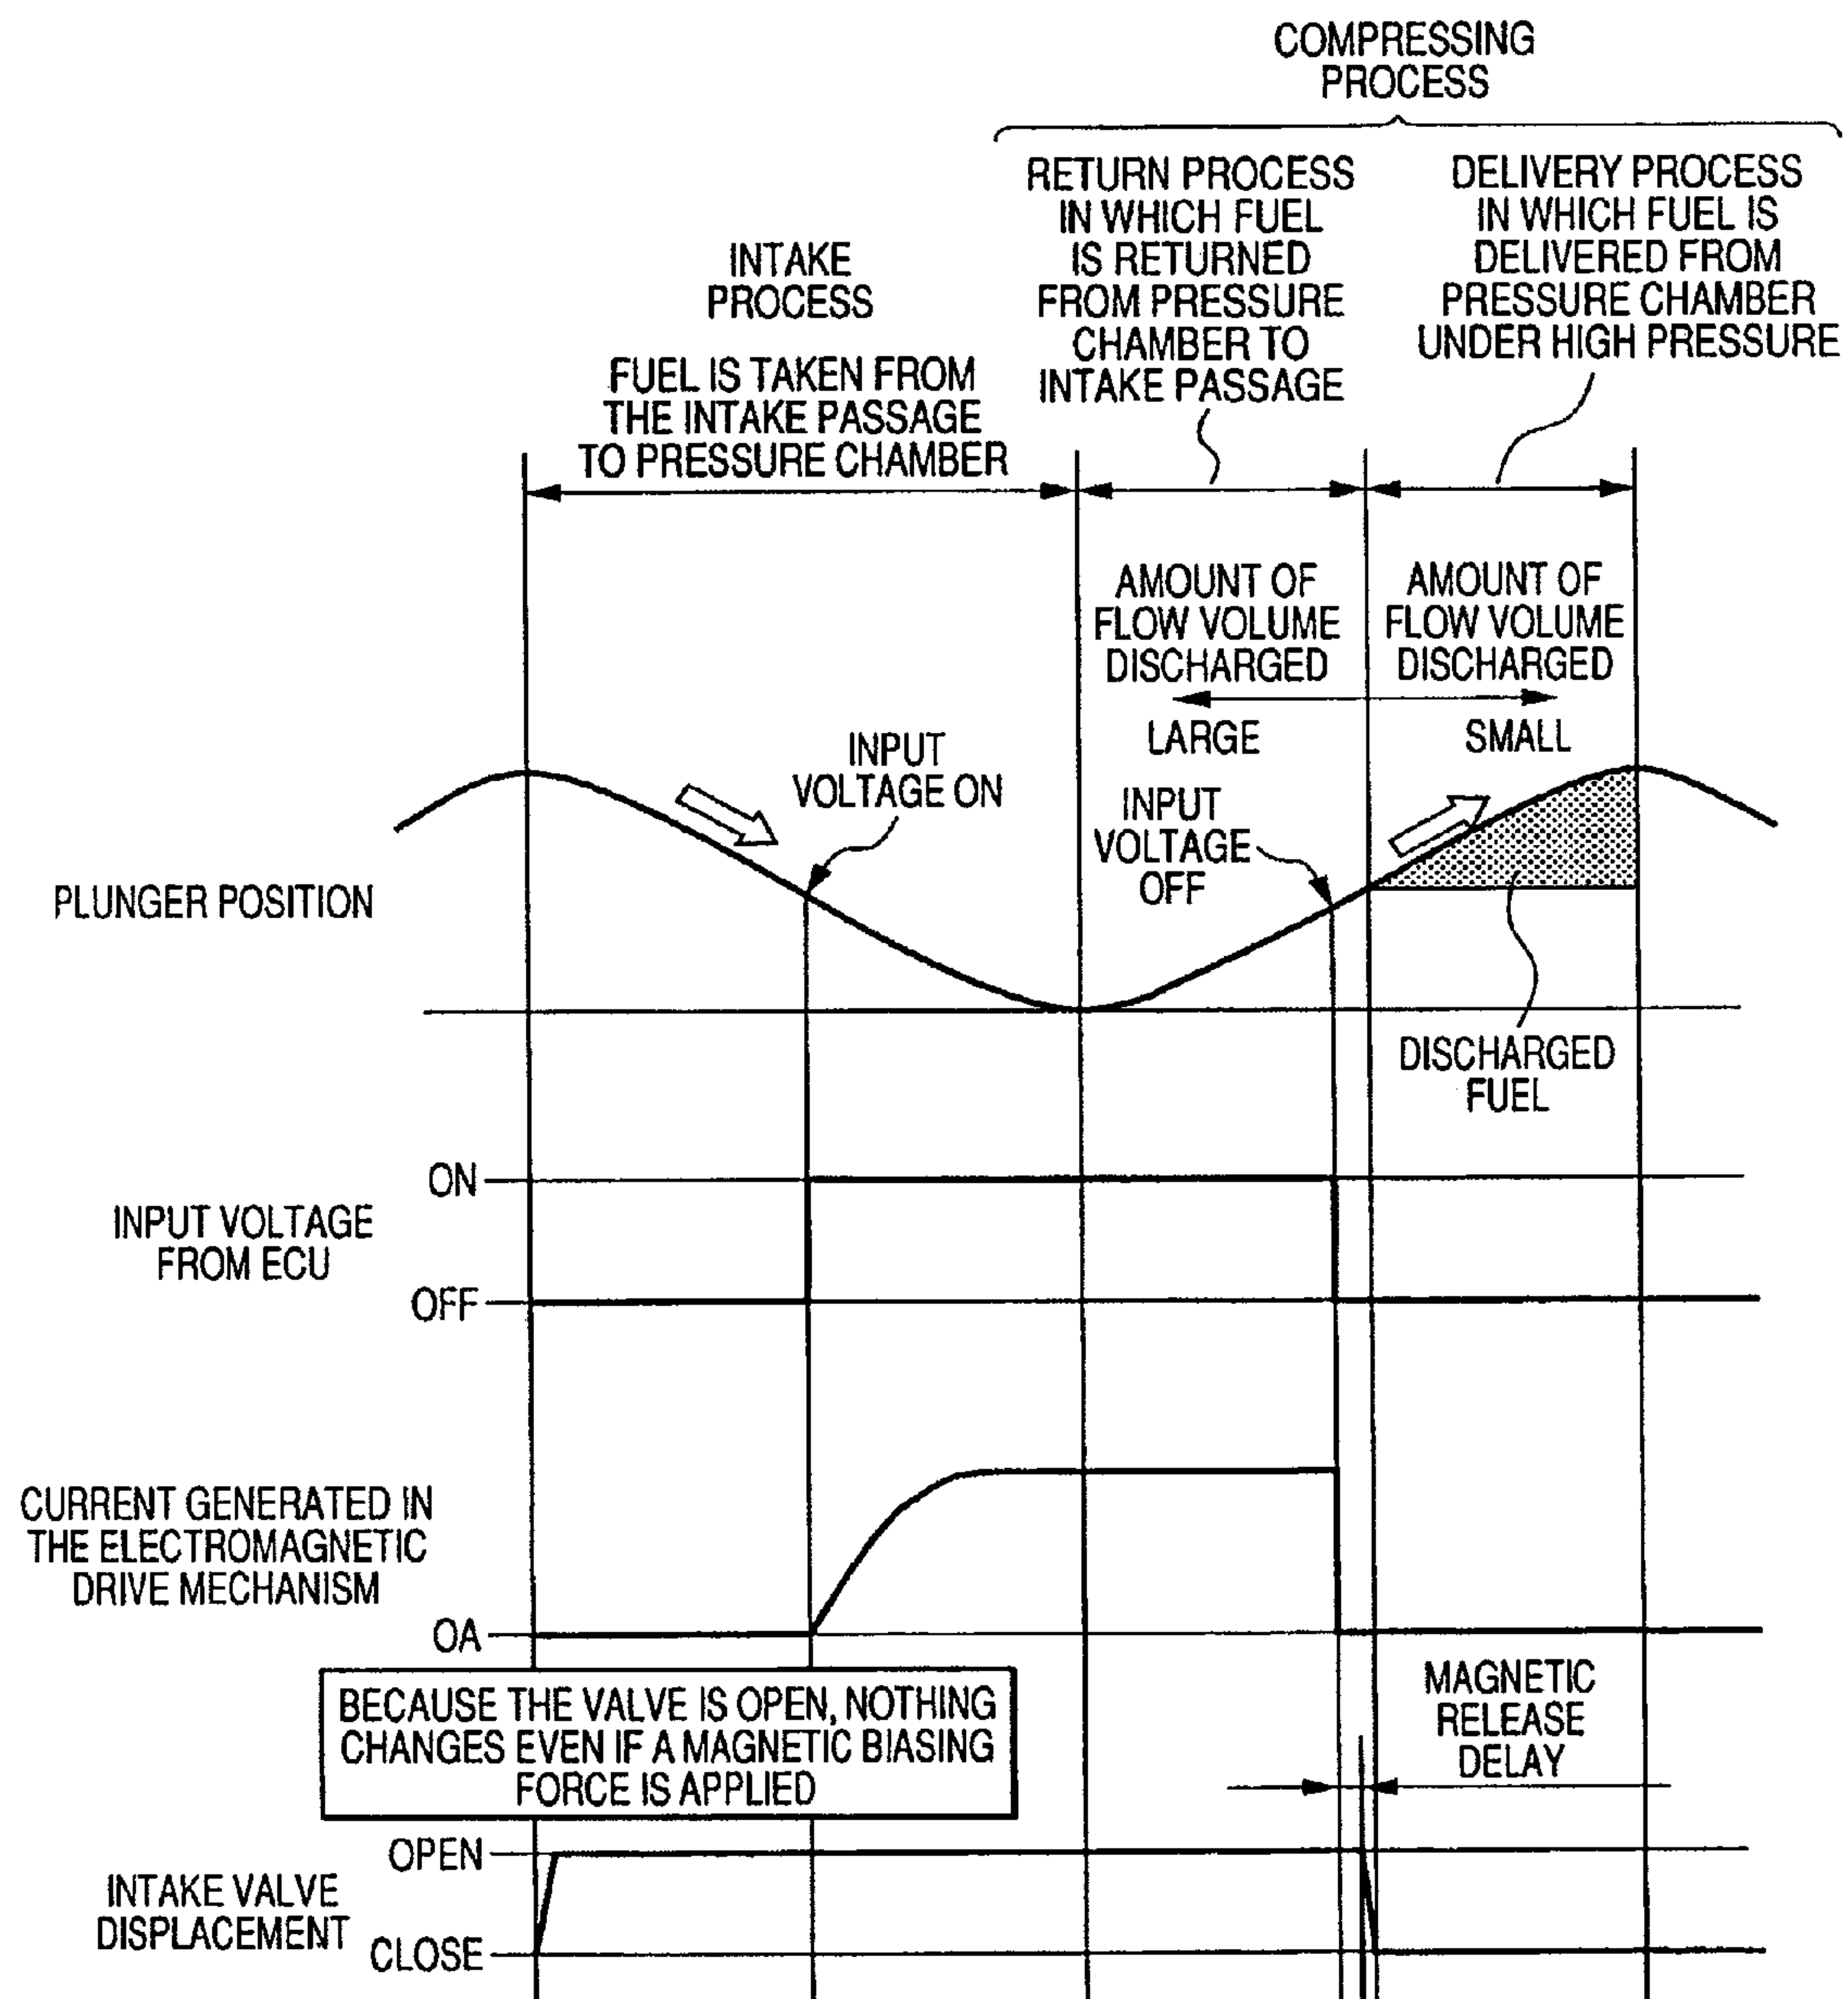 COMPRESSING
PROCESS
RETURN PROCESS
IN WHICH FUEL
IS RETURNED
FROM PRESSURE
CHAMBER TO
INTAKE PASSAGE
DELIVERY PROCESS
IN WHICH FUEL IS
DELIVERED FROM
PRESSURE CHAMBER
UNDER HIGH PRESSURE
INTAKE
PROCESS
FUEL IS TAKEN FROM
THE INTAKE PASSAGE
TO PRESSURE CHAMBER
AMOUNT OF
FLOW VOLUME
DISCHARGED
LARGE
AMOUNT OF
FLOW VOLUME
DISCHARGED
SMALL
INPUT
VOLTAGE ON
INPUT
VOLTAGE
OFF
PLUNGER POSITION
DISCHARGED
FUEL
INPUT VOLTAGE
FROM ECU
ON
OFF
CURRENT GENERATED IN
THE ELECTROMAGNETIC
DRIVE MECHANISM
OA
BECAUSE THE VALVE IS OPEN, NOTHING
CHANGES EVEN IF A MAGNETIC BIASING
FORCE IS APPLIED
MAGNETIC
RELEASE
DELAY
INTAKE VALVE
DISPLACEMENT
OPEN
CLOSE